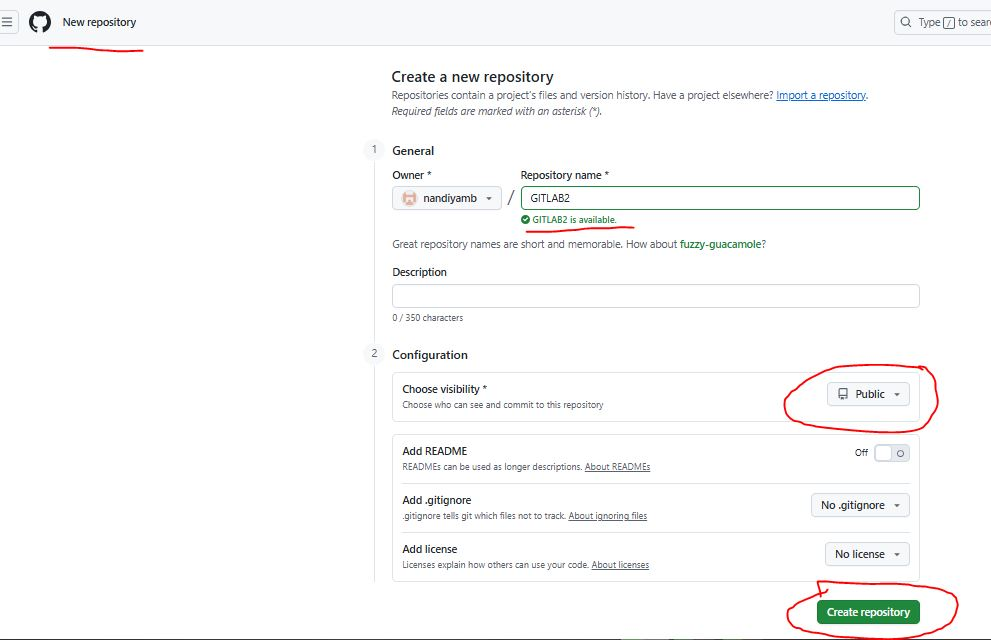 New repository
Type / to sear
Create a new repository
Repositories contain a project's files and version history. Have a project elsewhere? Import a repository.
Required fields are marked with an asterisk (*).
1 General
Owner * Repository name *
nandiyamb / GITLAB2
GITLAB2 is available.
Great repository names are short and memorable. How about fuzzy-guacamole?
Description
0 / 350 characters
2 Configuration
Choose visibility * Public
Choose who can see and commit to this repository
Add README Off
READMEs can be used as longer descriptions. About READMEs
Add .gitignore No .gitignore
.gitignore tells git which files not to track. About ignoring files
Add license No license
Licenses explain how others can use your code. About licenses
Create repository